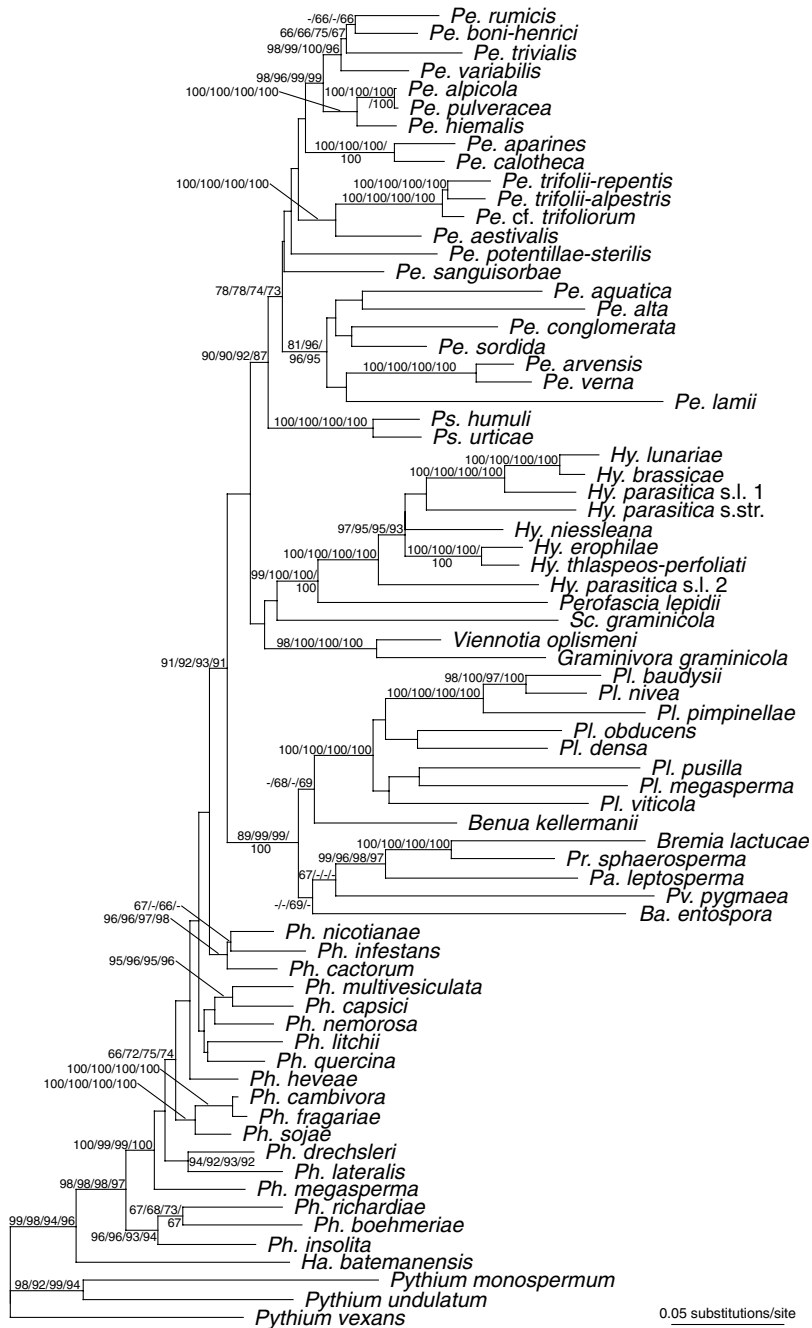 -/66/-/66
Pe. rumicis
66/66/75/67
Pe. boni-henrici
98/99/100/96
Pe. trivialis
98/96/99/99
Pe. variabilis
100/100/100/100
100/100/100
/100
Pe. alpicola
Pe. pulveracea
Pe. hiemalis
100/100/100/
100
Pe. aparines
Pe. calotheca
100/100/100/100
100/100/100/100
Pe. trifolii-repentis
100/100/100/100
Pe. trifolii-alpestris
Pe. cf. trifoliorum
Pe. aestivalis
Pe. potentillae-sterilis
Pe. sanguisorbae
78/78/74/73
Pe. aquatica
Pe. alta
Pe. conglomerata
81/96/
96/95
Pe. sordida
90/90/92/87
100/100/100/100
Pe. arvensis
Pe. verna
Pe. lamii
100/100/100/100
Ps. humuli
Ps. urticae
100/100/100/100
Hy. lunariae
100/100/100/100
Hy. brassicae
Hy. parasitica s.l. 1
Hy. parasitica s.str.
97/95/95/93
Hy. niessleana
100/100/100/100
100/100/100/
100
Hy. erophilae
Hy. thlaspeos-perfoliati
99/100/100/
100
Hy. parasitica s.l. 2
Perofascia lepidii
Sc. graminicola
98/100/100/100
Viennotia oplismeni
Graminivora graminicola
91/92/93/91
98/100/97/100
Pl. baudysii
100/100/100/100
Pl. nivea
Pl. pimpinellae
Pl. obducens
100/100/100/100
Pl. densa
Pl. pusilla
-/68/-/69
Pl. megasperma
Pl. viticola
Benua kellermanii
89/99/99/
100
100/100/100/100
Bremia lactucae
99/96/98/97
Pr. sphaerosperma
67/-/-/-
Pa. leptosperma
Pv. pygmaea
-/-/69/-
Ba. entospora
67/-/66/-
96/96/97/98
Ph. nicotianae
Ph. infestans
Ph. cactorum
95/96/95/96
Ph. multivesiculata
Ph. capsici
Ph. nemorosa
Ph. litchii
66/72/75/74
Ph. quercina
100/100/100/100
Ph. heveae
100/100/100/100
Ph. cambivora
Ph. fragariae
Ph. sojae
100/99/99/100
Ph. drechsleri
94/92/93/92
Ph. lateralis
98/98/98/97
Ph. megasperma
67/68/73/
67
Ph. richardiae
Ph. boehmeriae
99/98/94/96
96/96/93/94
Ph. insolita
Ha. batemanensis
98/92/99/94
Pythium monospermum
Pythium undulatum
Pythium vexans
0.05 substitutions/site